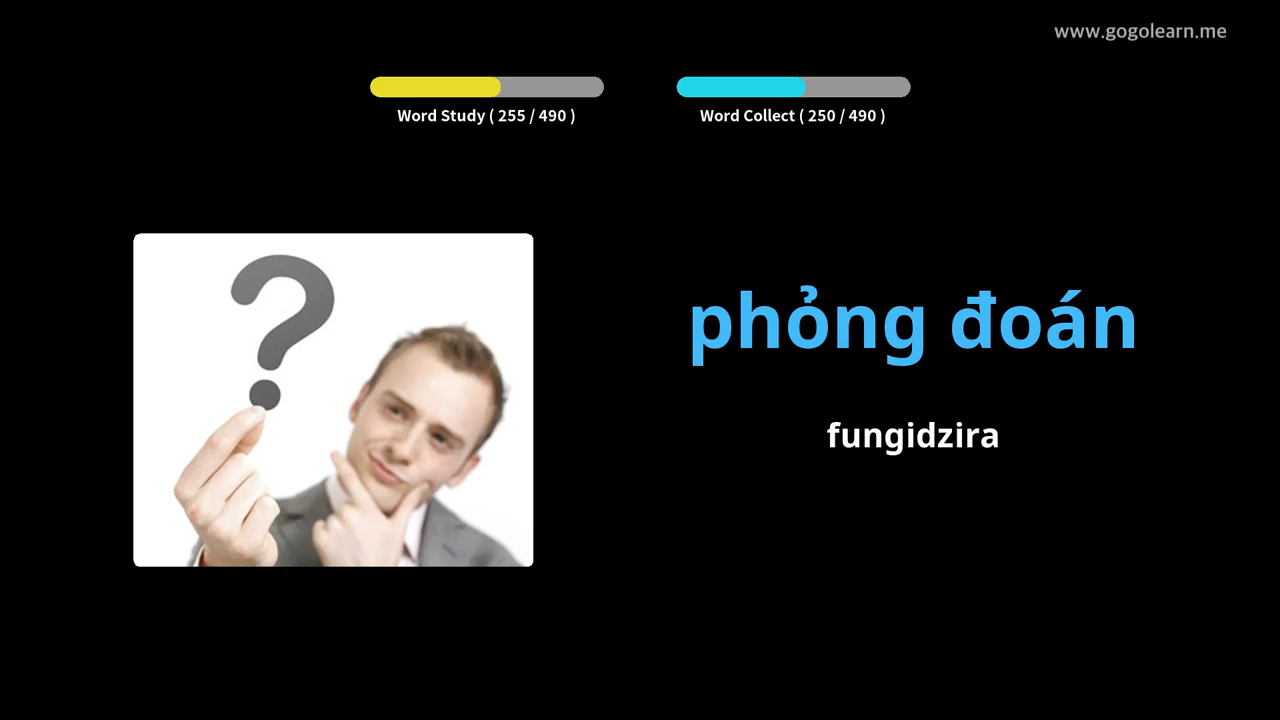 www.gogolearn.me
Word Study ( 255 / 490 )
Word Collect ( 250 / 490 )
phỏng đoán
fungidzira